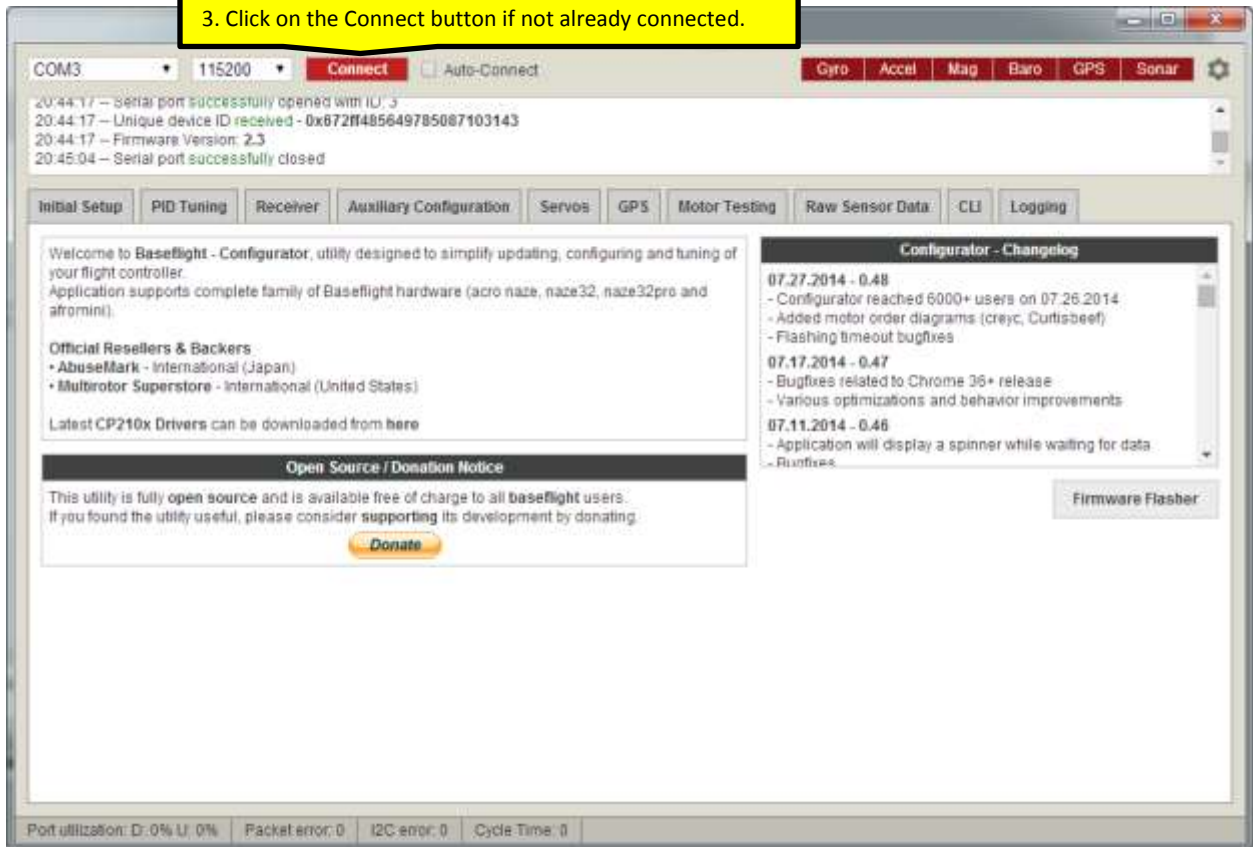 3. Click on the Connect button if not already connected.
COM3 115200 Connect Auto-Connect Gyro Accel Mag Baro GPS Sonar
20:44:17 -- Serial port successfully opened with ID: 3
20:44:17 -- Unique device ID received - 0x672ff485649785087103143
20:44:17 -- Firmware Version: 2.3
20:45:04 -- Serial port successfully closed
Initial Setup PID Tuning Receiver Auxiliary Configuration Servos GPS Motor Testing Raw Sensor Data CLI Logging
Welcome to Baseflight - Configurator, utility designed to simplify updating, configuring and tuning of
your flight controller.
Application supports complete family of Baseflight hardware (acro naze, naze32, naze32pro and
afromini).
Official Resellers & Backers
• AbuseMark - International (Japan)
• Multirotor Superstore - International (United States)
Latest CP210x Drivers can be downloaded from here
Open Source / Donation Notice
This utility is fully open source and is available free of charge to all baseflight users.
If you found the utility useful, please consider supporting its development by donating.
Donate
Configurator - Changelog
07.27.2014 - 0.48
- Configurator reached 6000+ users on 07.26.2014
- Added motor order diagrams (creyc, Curtisbeef)
- Flashing timeout bugfixes
07.17.2014 - 0.47
- Bugfixes related to Chrome 36+ release
- Various optimizations and behavior improvements
07.11.2014 - 0.46
- Application will display a spinner while waiting for data
- Bugfixes
Firmware Flasher
Port utilization: D: 0% U: 0% Packet error: 0 I2C error: 0 Cycle Time: 0